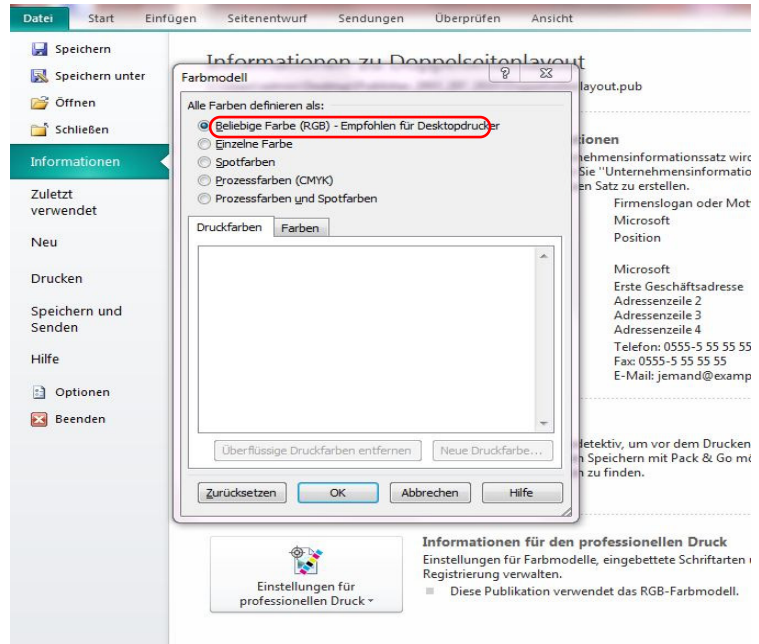 Datei Start Einfügen Seitenentwurf Sendungen Überprüfen Ansicht
Speichern
Speichern unter
Öffnen
Schließen
Informationen
Zuletzt
verwendet
Neu
Drucken
Speichern und
Senden
Hilfe
Optionen
Beenden
Informationen zu Doppelseitenlayout
layout.pub
Farbmodell
Alle Farben definieren als:
Beliebige Farbe (RGB) - Empfohlen für Desktopdrucker
Einzelne Farbe
Spotfarben
Prozessfarben (CMYK)
Prozessfarben und Spotfarben
Druckfarben Farben
Überflüssige Druckfarben entfernen Neue Druckfarbe...
Zurücksetzen OK Abbrechen Hilfe
ionen
ehmensinformationssatz wird
Sie "Unternehmensinformatio
en Satz zu erstellen.
Firmenslogan oder Mot
Microsoft
Position
Microsoft
Erste Geschäftsadresse
Adressenzeile 2
Adressenzeile 3
Adressenzeile 4
Telefon: 0555-5 55 55 55
Fax: 0555-5 55 55 55
E-Mail: jemand@examp
detektiv, um vor dem Drucken
n Speichern mit Pack & Go mö
n zu finden.
Einstellungen für
professionellen Druck
Informationen für den professionellen Druck
Einstellungen für Farbmodelle, eingebettete Schriftarten
Registrierung verwalten.
Diese Publikation verwendet das RGB-Farbmodell.